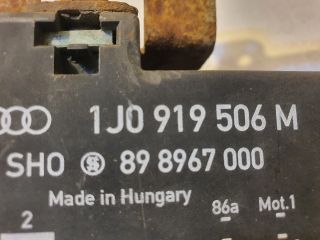 1J0 919 506 M
SHO 89 8967 000
Made in Hungary
86a Mot.1
2